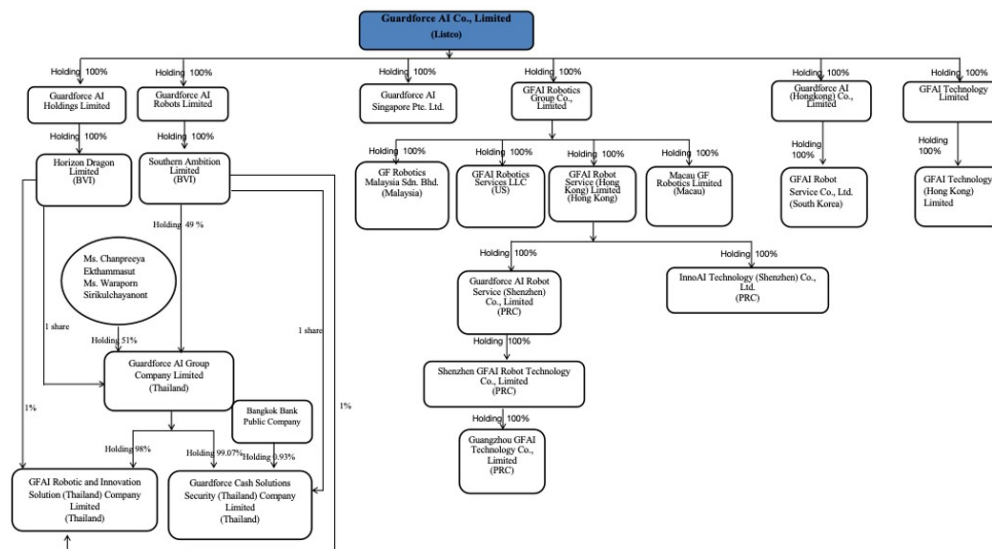 Guardforce AI Co., Limited
(Listco)
Holding 100%
Holding 100%
Holding 100%
Holding 100%
Holding 100%
Holding 100%
Guardforce AI
Holdings Limited
Guardforce AI
Robots Limited
Guardforce AI
Singapore Pte. Ltd.
GFAI Robotics
Group Co.,
Limited
Guardforce AI
(Hongkong) Co.,
Limited
GFAI Technology
Limited
Holding 100%
Holding 100%
Holding 100%
Holding 100%
Holding 100%
Holding 100%
Holding
100%
Holding
100%
Horizon Dragon
Limited
(BVI)
Southern Ambition
Limited
(BVI)
GF Robotics
Malaysia Sdn. Bhd.
(Malaysia)
GFAI Robotics
Services LLC
(US)
GFAI Robot
Service (Hong
Kong) Limited
(Hong Kong)
Macau GF
Robotics Limited
(Macau)
GFAI Robot
Service Co., Ltd.
(South Korea)
GFAI Technology
(Hong Kong)
Limited
Holding 49 %
Holding 100%
Holding 100%
Ms. Chanpreeya
Ekthammasut
Ms. Waraporn
Sirikulchayanont
Guardforce AI Robot
Service (Shenzhen)
Co., Limited
(PRC)
InnoAI Technology (Shenzhen) Co.,
Ltd.
(PRC)
1 share
1 share
Holding 51%
Holding 100%
Guardforce AI Group
Company Limited
(Thailand)
Shenzhen GFAI Robot Technology
Co., Limited
(PRC)
1%
Bangkok Bank
Public Company
1%
Holding 100%
Holding 98%
Holding 99.07%
Holding 0.93%
Guangzhou GFAI
Technology Co.,
Limited
(PRC)
GFAI Robotic and Innovation
Solution (Thailand) Company
Limited
(Thailand)
Guardforce Cash Solutions
Security (Thailand) Company
Limited
(Thailand)